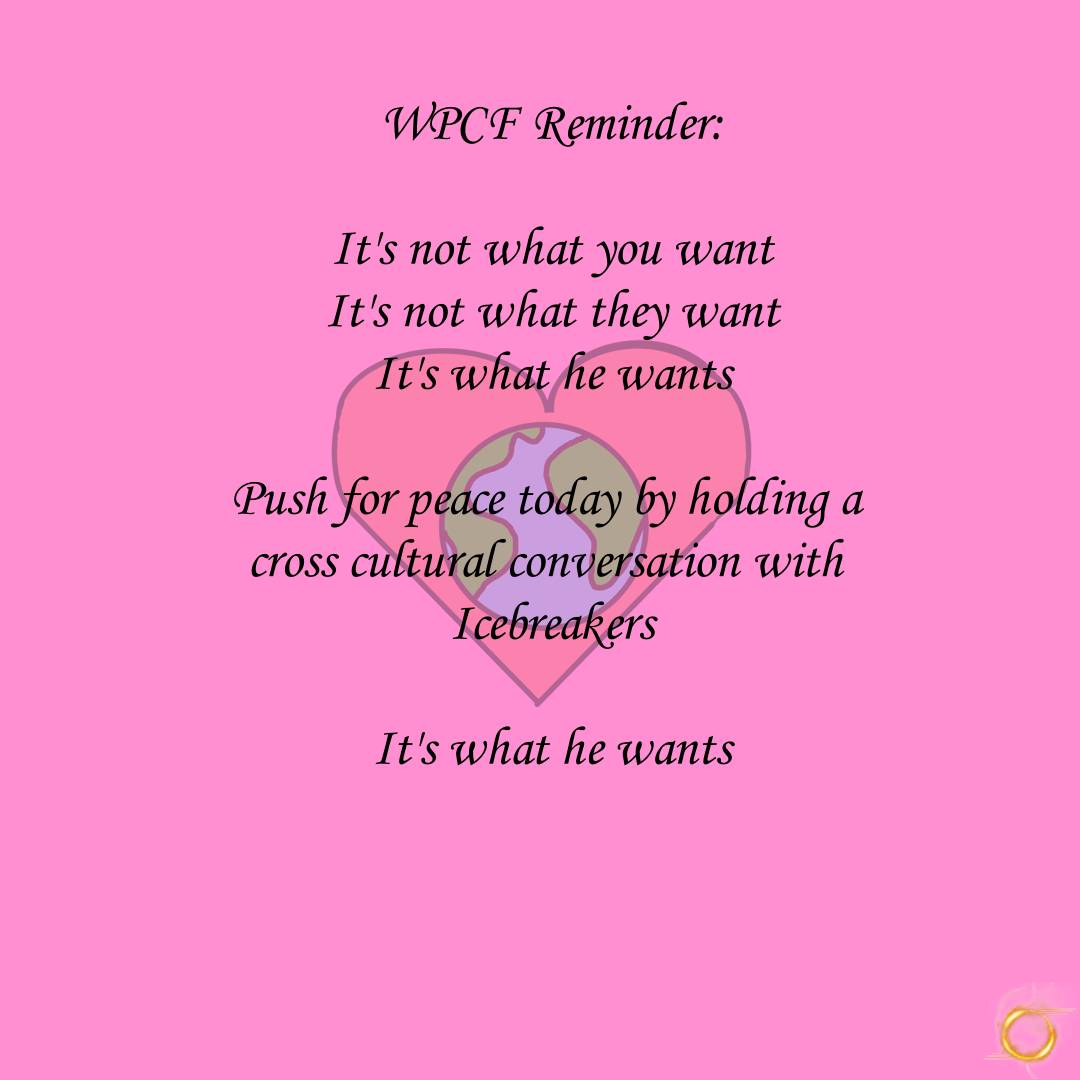 WPCF Reminder:
It's not what you want
It's not what they want
It's what he wants
Push for peace today by holding a
cross cultural conversation with
Icebreakers
It's what he wants